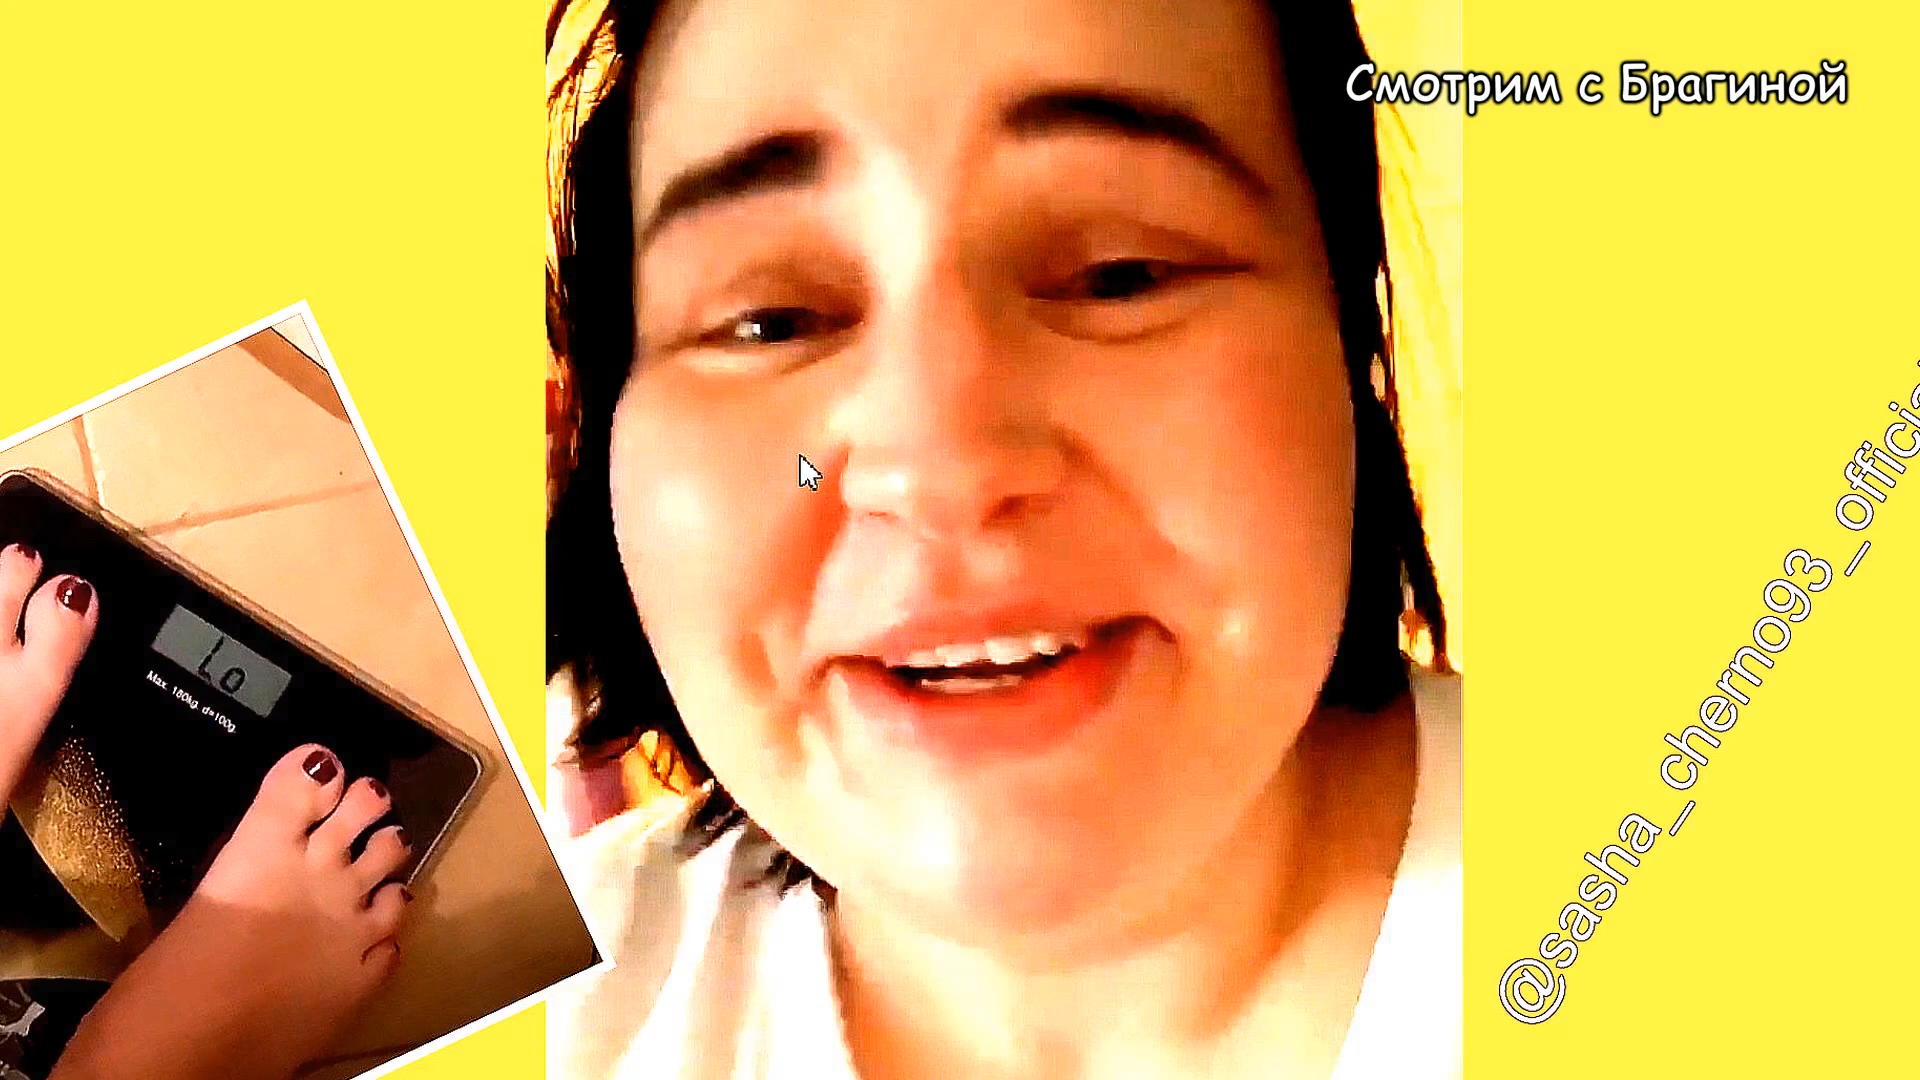 Смотрим с Брагиной
Lo
Max. 180kg. d=100g.
@sasha_cherno93_official